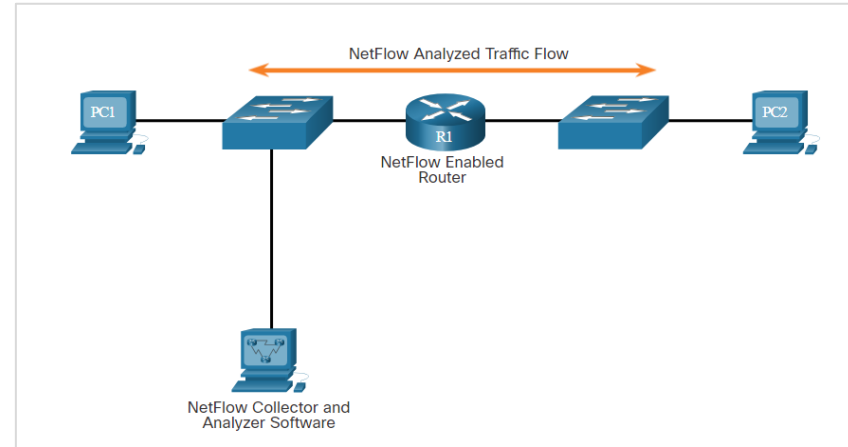 NetFlow Analyzed Traffic Flow
PC1
R1
PC2
NetFlow Enabled
Router
NetFlow Collector and
Analyzer Software